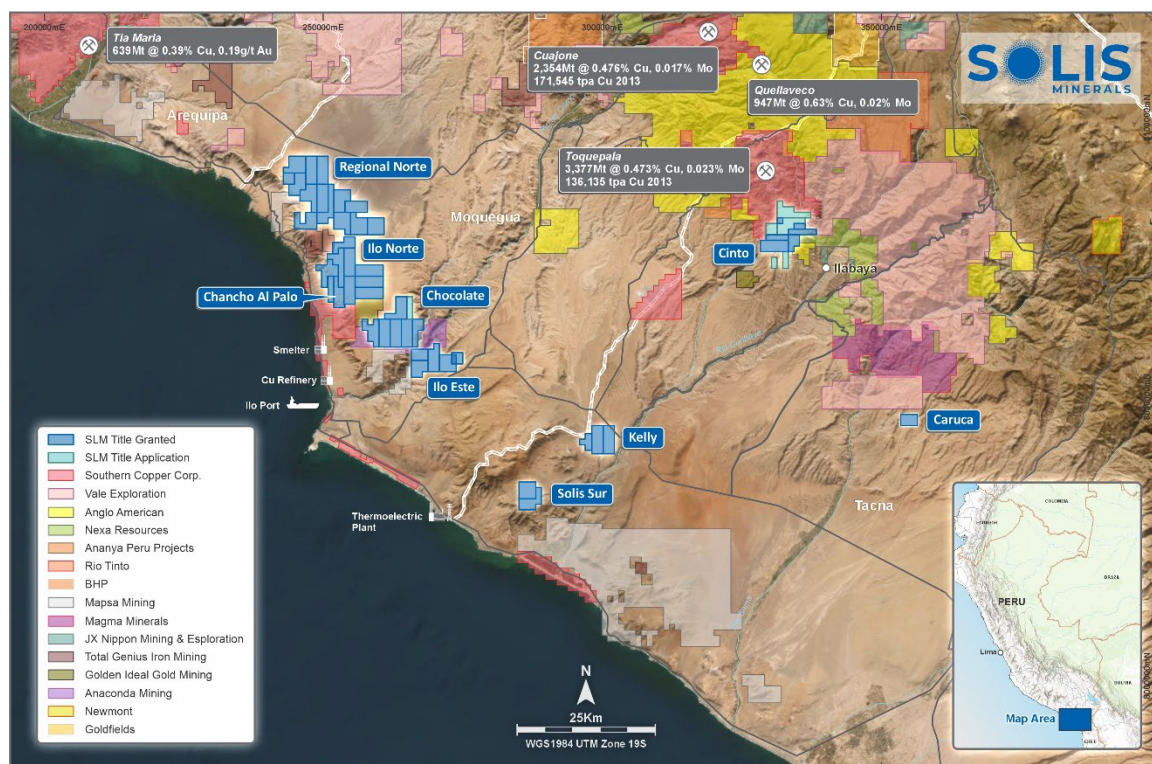 200000mE
250000mE
300000mE
350000mE
Tia Maria
639Mt @ 0.39% Cu, 0.19g/t Au
Cuajone
2,354Mt @ 0.476% Cu, 0.017% Mo
171,545 tpa Cu 2013
Quellaveco
947Mt @ 0.63% Cu, 0.02% Mo
SOLIS
MINERALS
Arequipa
Toquepala
3,377Mt @ 0.473% Cu, 0.023% Mo
136,135 tpa Cu 2013
Regional Norte
Moquegua
Ilo Norte
Cinto
Ilabaya
Chancho Al Palo
Chocolate
Smelter
Cu Refinery
Ilo Este
Ilo Port
Kelly
Caruca
Solis Sur
Tacna
Thermoelectric
Plant
SLM Title Granted
SLM Title Application
Southern Copper Corp.
Vale Exploration
Anglo American
Nexa Resources
Ananya Peru Projects
Rio Tinto
BHP
Mapsa Mining
Magma Minerals
JX Nippon Mining & Esploration
Total Genius Iron Mining
Golden Ideal Gold Mining
Anaconda Mining
Newmont
Goldfields
N
25Km
WGS1984 UTM Zone 19S
COLOMBIA
BRAZIL
PERU
Lima
Map Area